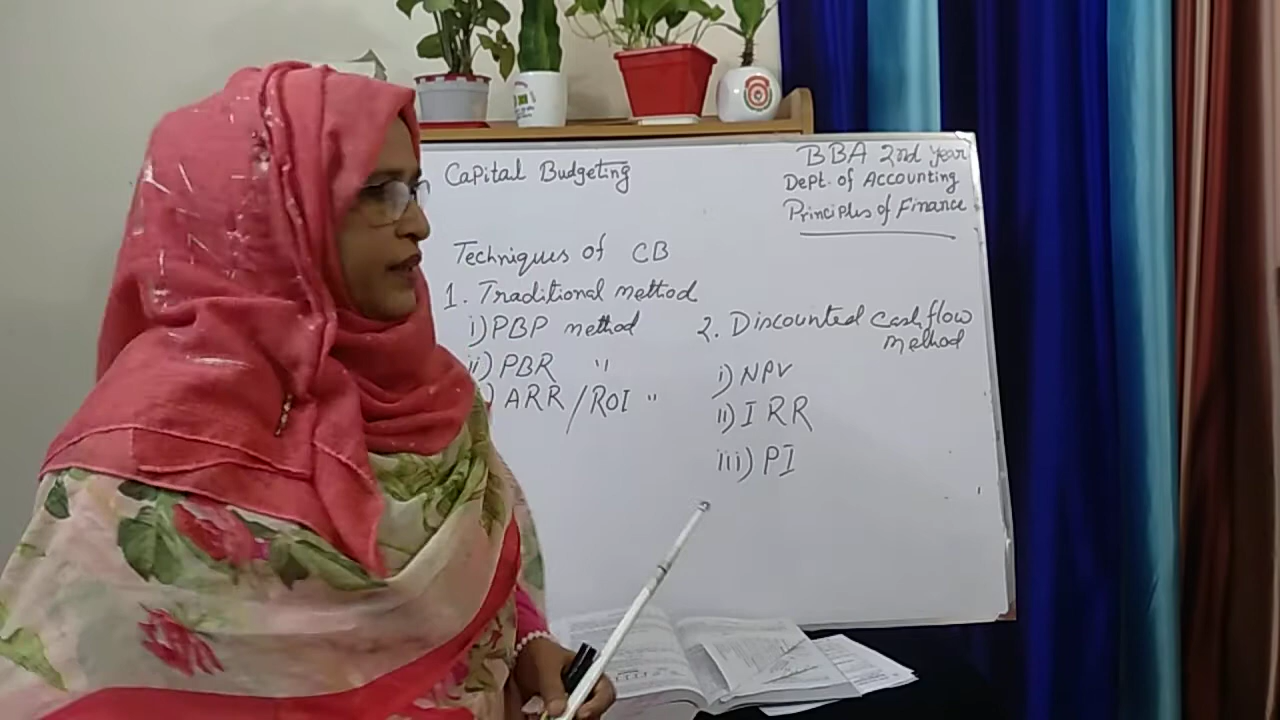 Capital Budgeting
BBA 2nd Year
Dept. of Accounting
Principles of Finance
Techniques of CB
1. Traditional method
i) PBP method
ii) PBR "
) ARR / ROI "
2. Discounted cash flow
method
i) NPV
ii) IRR
iii) PI